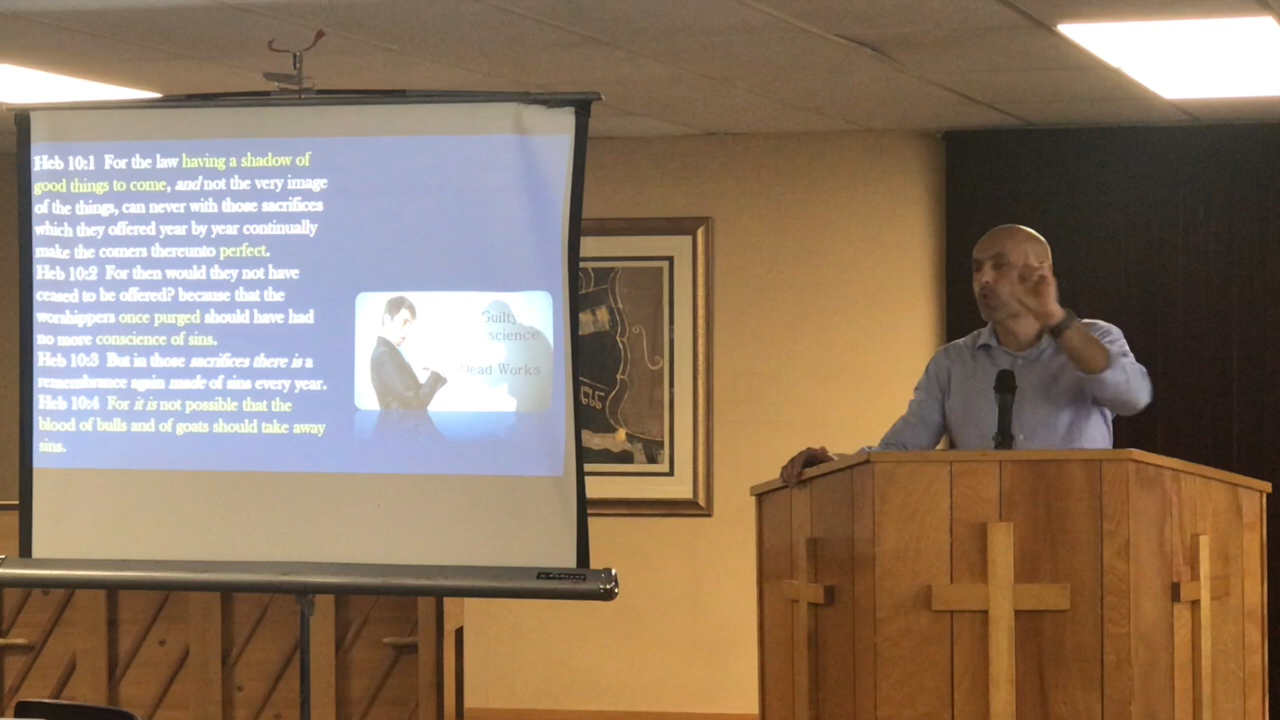 Heb 10:1 For the law having a shadow of
good things to come, and not the very image
of the things, can never with those sacrifices
which they offered year by year continually
make the comers thereunto perfect.
Heb 10:2 For then would they not have
ceased to be offered? because that the
worshippers once purged should have had
no more conscience of sins.
Heb 10:3 But in those sacrifices there is a
remembrance again made of sins every year.
Heb 10:4 For it is not possible that the
blood of bulls and of goats should take away
sins.
Guilty
science
Dead Works